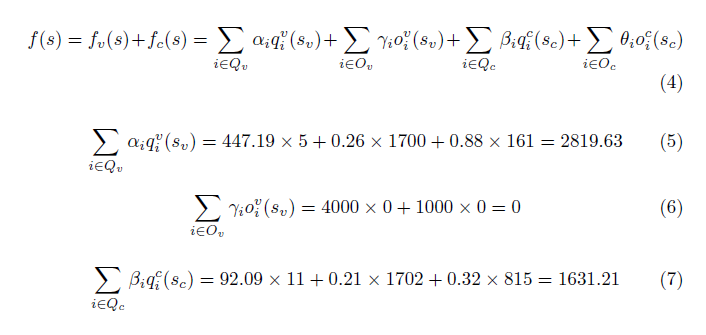 f(s) = f_v(s)+f_c(s) = ∑_{i∈Q_v} α_i q_i^v(s_v)+ ∑_{i∈O_v} γ_i o_i^v(s_v)+ ∑_{i∈Q_c} β_i q_i^c(s_c)+ ∑_{i∈O_c} θ_i o_i^c(s_c)
(4)
∑_{i∈Q_v} α_i q_i^v(s_v) = 447.19 × 5 + 0.26 × 1700 + 0.88 × 161 = 2819.63 (5)
∑_{i∈O_v} γ_i o_i^v(s_v) = 4000 × 0 + 1000 × 0 = 0 (6)
∑_{i∈Q_c} β_i q_i^c(s_c) = 92.09 × 11 + 0.21 × 1702 + 0.32 × 815 = 1631.21 (7)